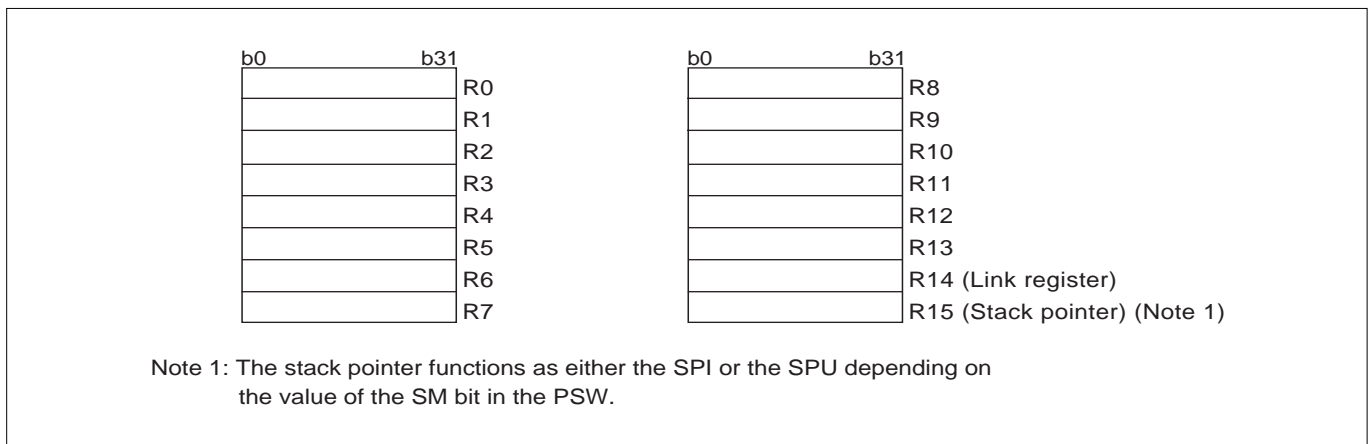 b0 b31
R0
R1
R2
R3
R4
R5
R6
R7
b0 b31
R8
R9
R10
R11
R12
R13
R14 (Link register)
R15 (Stack pointer) (Note 1)
Note 1: The stack pointer functions as either the SPI or the SPU depending on
the value of the SM bit in the PSW.